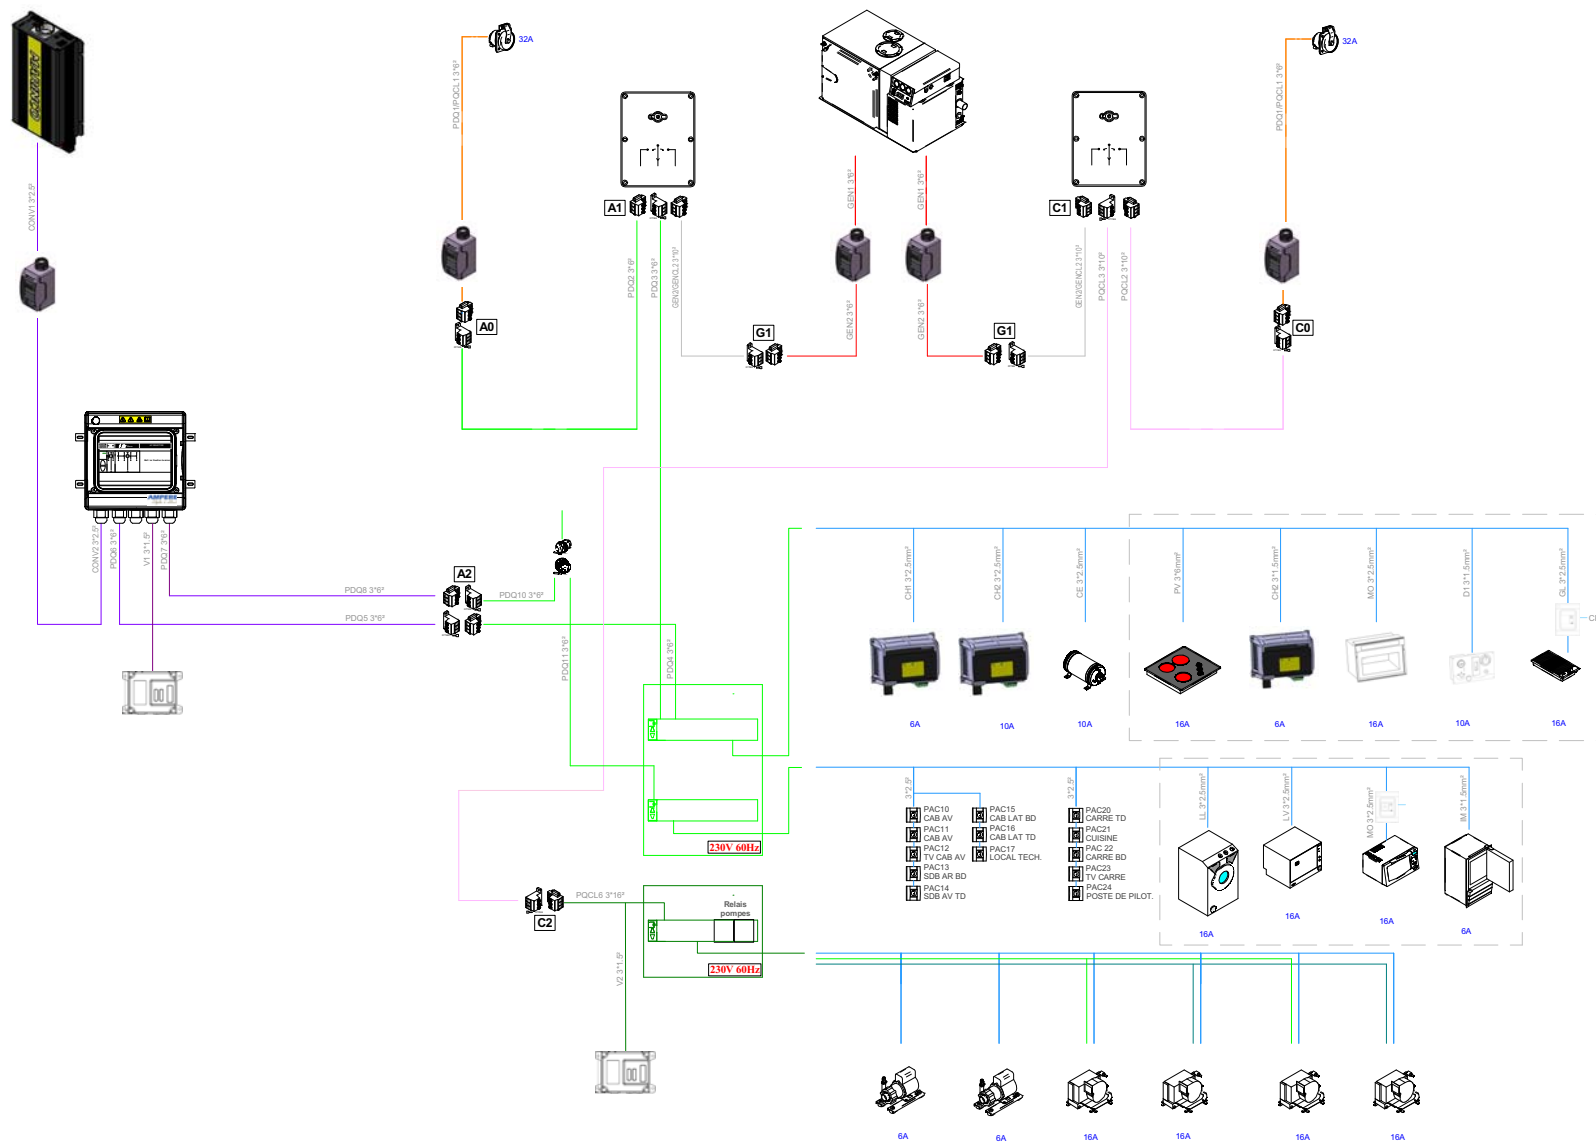 32A
32A
PDQ1/PQCL1 3*6²
PDQ1/PQCL1 3*6²
CONV1 3*2.5²
GEN1 3*6²
GEN1 3*6²
A1
C1
PDQ2 3*6²
PDQ3 3*6²
GEN2/GENCL2 3*10²
GEN2/GENCL2 3*10²
PQCL3 3*10²
PQCL2 3*10²
A0
G1
GEN2 3*6²
GEN2 3*6²
G1
C0
AMPERE
CONV2 3*2.5²
PDQ6 3*6²
V1 3*1.5²
PDQ7 3*6²
A2
PDQ8 3*6²
PDQ10 3*6²
PDQ5 3*6²
PDQ11 3*6²
PDQ4 3*6²
CH1 3*2.5mm²
CH2 3*2.5mm²
CE 3*2.5mm²
PV 3*6mm²
CH2 3*1.5mm²
MO 3*2.5mm²
D1 3*1.5mm²
GL 3*2.5mm²
6A
10A
10A
16A
6A
16A
10A
16A
3*2.5²
3*2.5²
LL 3*2.5mm²
LV 3*2.5mm²
MO 3*2.5mm²
IM 3*1.5mm²
PAC10
CAB AV
PAC11
CAB AV
PAC12
TV CAB AV
PAC13
SDB AR BD
PAC14
SDB AV TD
PAC15
CAB LAT BD
PAC16
CAB LAT TD
PAC17
LOCAL TECH.
PAC20
CARRE TD
PAC21
CUISINE
PAC 22
CARRE BD
PAC23
TV CARRE
PAC24
POSTE DE PILOT.
16A
16A
16A
6A
230V 60Hz
PQCL6 3*16²
C2
Relais
pompes
230V 60Hz
V2 3*1.5²
6A
6A
16A
16A
16A
16A